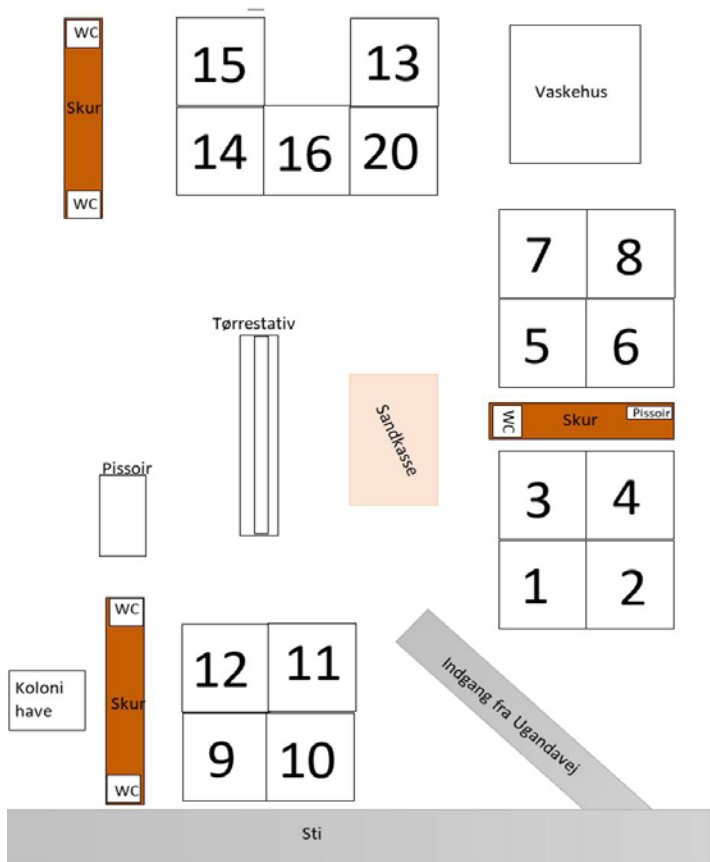 WC
15
13
Vaskehus
Skur
14
16
20
WC
7
8
Tørrestativ
5
6
Sandkasse
WC
Skur
Pissoir
Pissoir
3
4
1
2
WC
12
11
Indgang fra Ugandavej
Koloni
have
Skur
9
10
WC
Sti